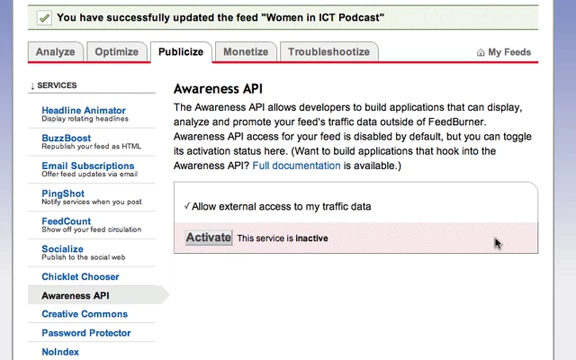 You have successfully updated the feed "Women in ICT Podcast"
Analyze
Optimize
Publicize
Monetize
Troubleshootize
My Feeds
↓ SERVICES
Headline Animator
Display rotating headlines
BuzzBoost
Republish your feed as HTML
Email Subscriptions
Offer feed updates via email
PingShot
Notify services when you post
FeedCount
Show off your feed circulation
Socialize
Publish to the social web
Chicklet Chooser
Awareness API
Creative Commons
Password Protector
NoIndex
Awareness API
The Awareness API allows developers to build applications that can display,
analyze and promote your feed's traffic data outside of FeedBurner.
Awareness API access for your feed is disabled by default, but you can toggle
its activation status here. (Want to build applications that hook into the
Awareness API? Full documentation is available.)
✓Allow external access to my traffic data
Activate This service is inactive